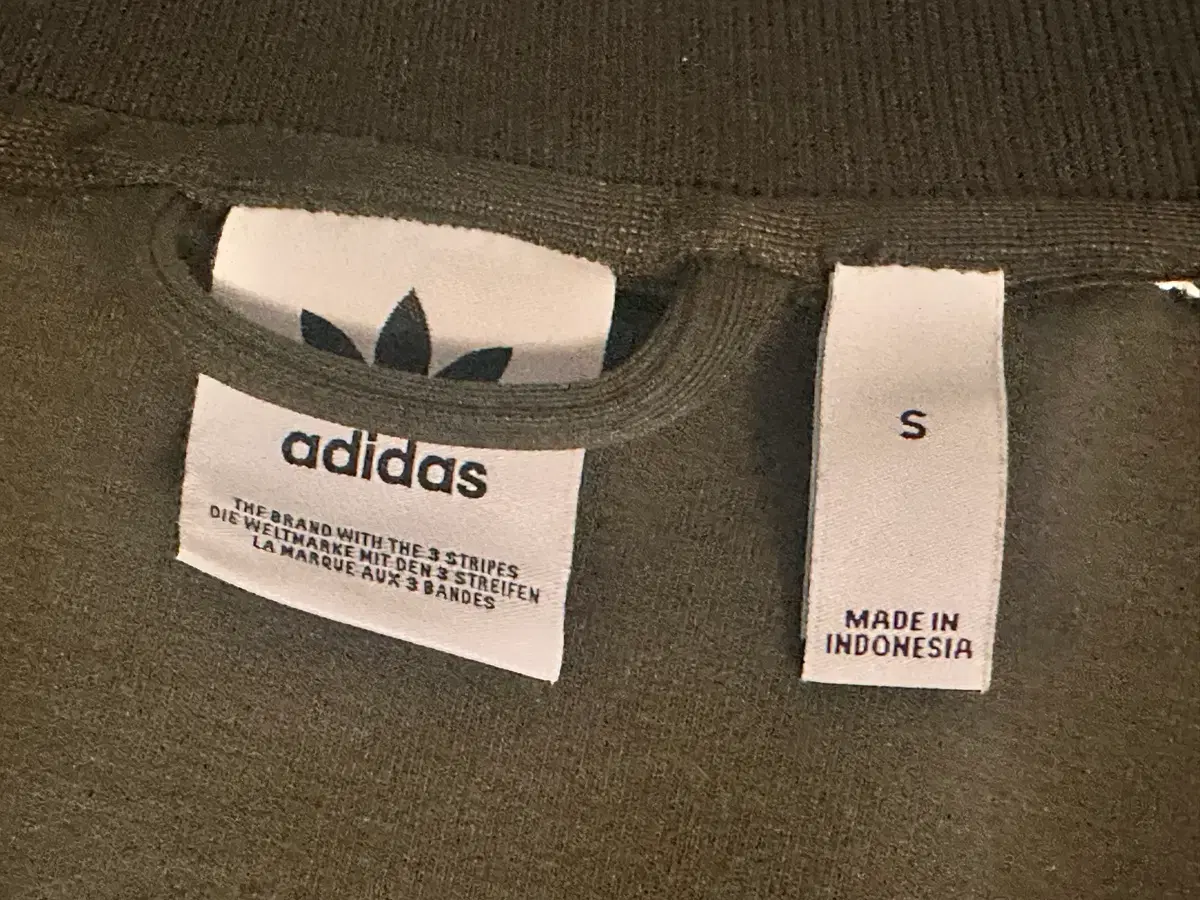 adidas
THE BRAND WITH THE 3 STRIPES
DIE WELTMARKE MIT DEN 3 STREIFEN
LA MARQUE AUX 3 BANDES
S
MADE IN
INDONESIA